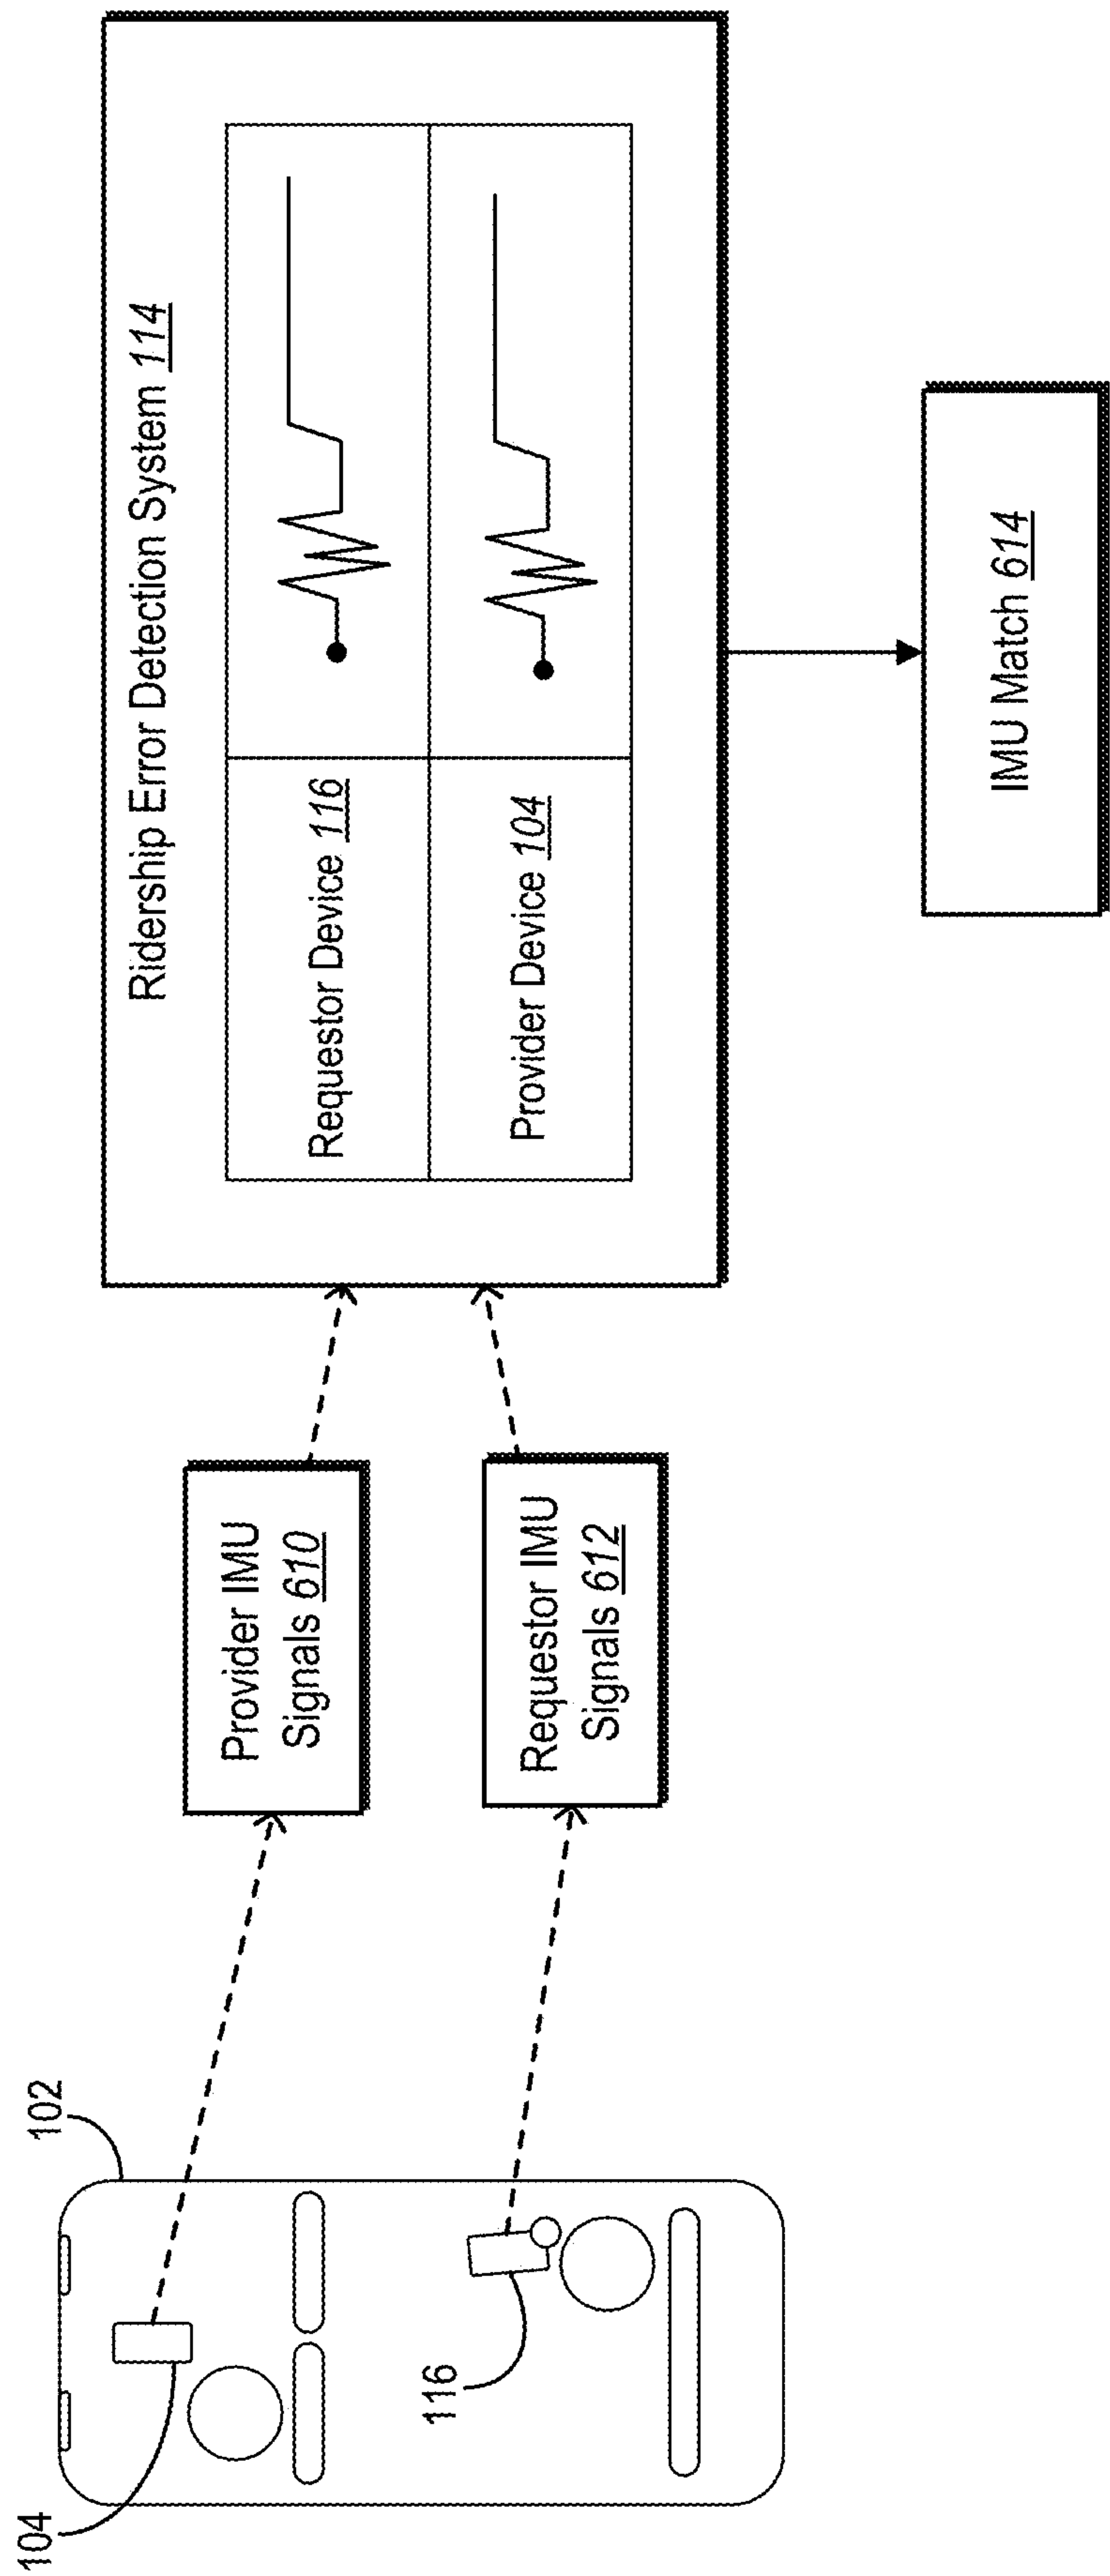 104
102
116
Provider IMU
Signals 610
Requestor IMU
Signals 612
Ridership Error Detection System 114
Requestor Device 116
Provider Device 104
IMU Match 614